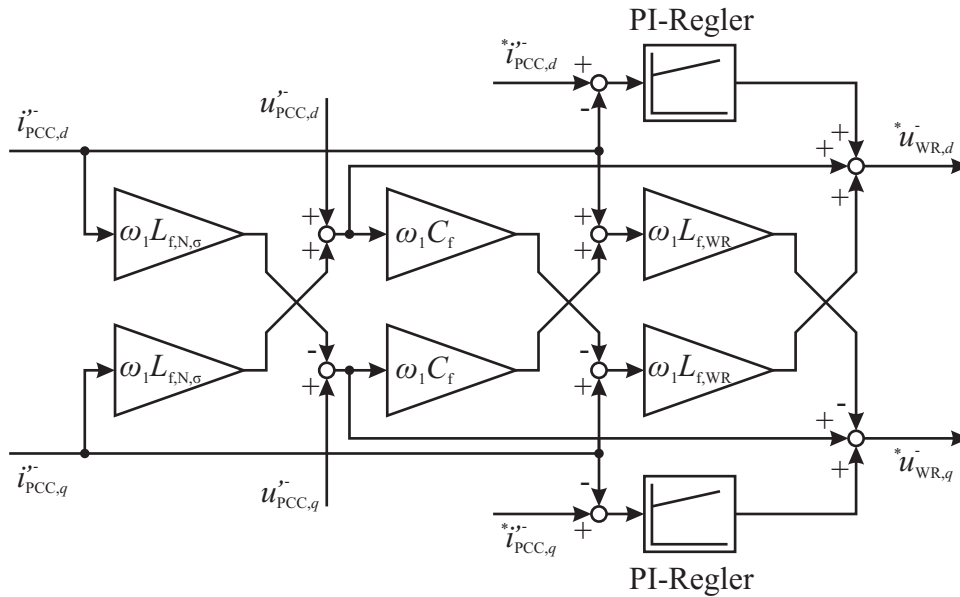 PI-Regler
*i'-PCC,d
+
-
u'-PCC,d
i'-PCC,d
+
+
*u-WR,d
+
ω1Lf,N,σ
+
+
ω1Cf
+
+
ω1Lf,WR
ω1Lf,N,σ
-
+
ω1Cf
-
+
ω1Lf,WR
-
+
+
*u-WR,q
i'-PCC,q
u'-PCC,q
-
+
*i'-PCC,q
PI-Regler